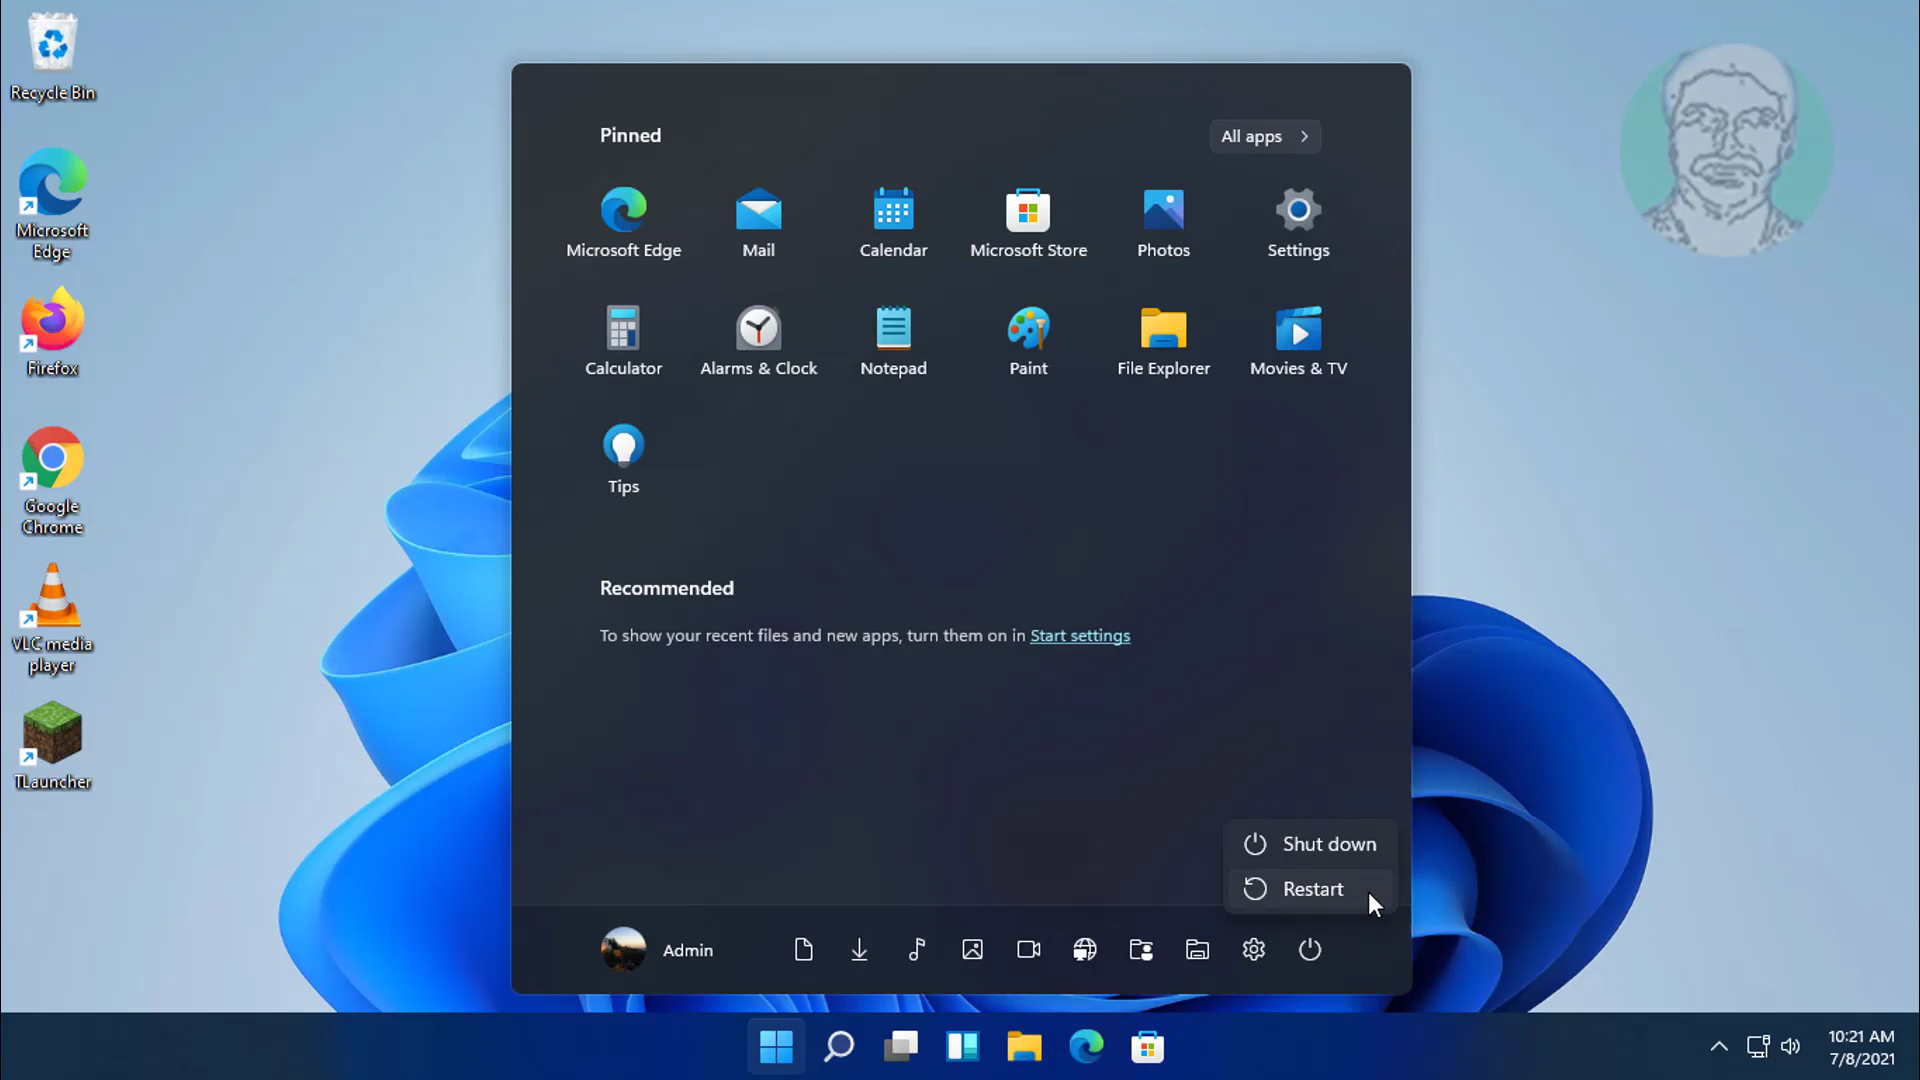 Recycle Bin
Microsoft
Edge
Firefox
Google
Chrome
VLC media
player
TLauncher
Pinned
All apps
Microsoft Edge
Mail
Calendar
Microsoft Store
Photos
Settings
Calculator
Alarms & Clock
Notepad
Paint
File Explorer
Movies & TV
Tips
Recommended
To show your recent files and new apps, turn them on in Start settings
Shut down
Restart
Admin
10:21 AM
7/8/2021